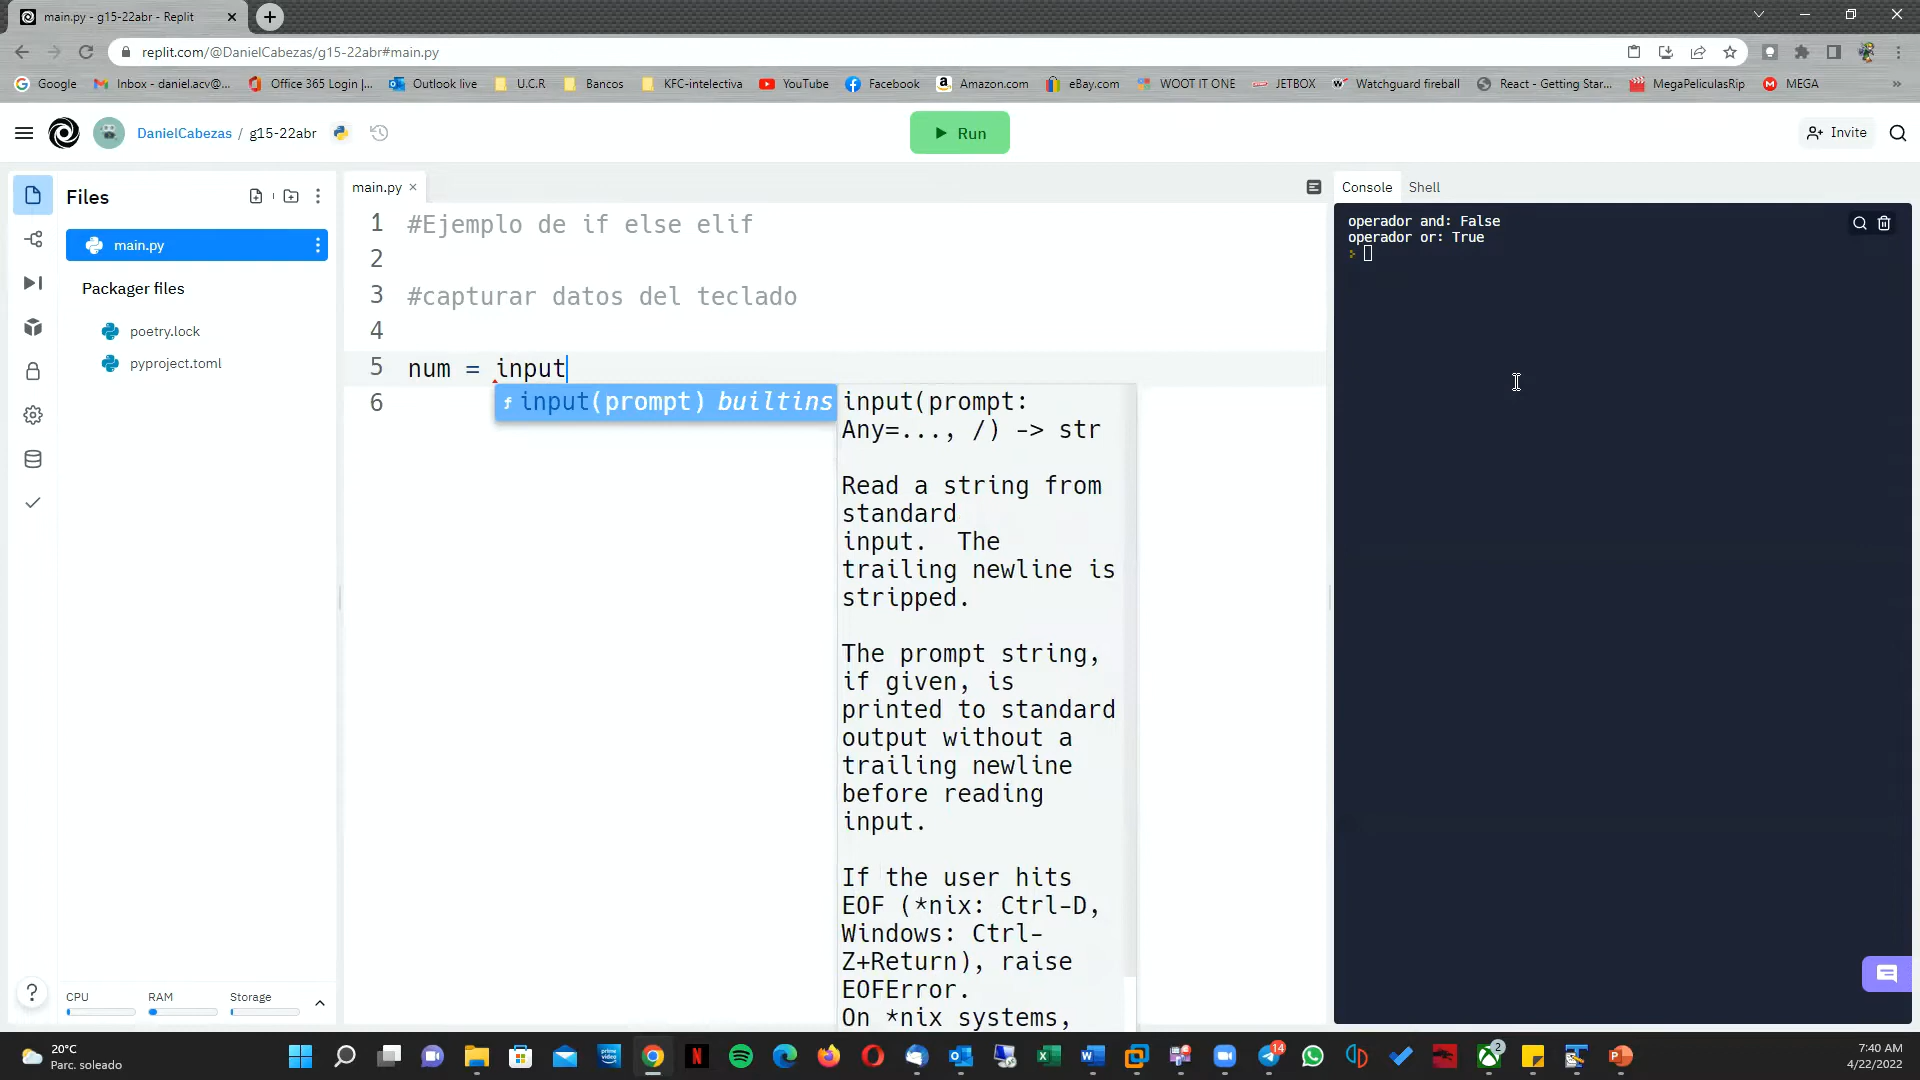 main.py - g15-22abr - Replit
replit.com/@DanielCabezas/g15-22abr#main.py
Google
Inbox - daniel.acv@...
Office 365 Login |...
Outlook live
U.C.R
Bancos
KFC-intelectiva
YouTube
Facebook
Amazon.com
eBay.com
WOOT IT ONE
JETBOX
Watchguard fireball
React - Getting Star...
MegaPeliculasRip
MEGA
»
DanielCabezas / g15-22abr
Run
Invite
Files
main.py
Packager files
poetry.lock
pyproject.toml
CPU
RAM
Storage
?
main.py
1 #Ejemplo de if else elif
2
3 #capturar datos del teclado
4
5 num = input
6
f input(prompt) builtins
input(prompt:
Any=..., /) -> str
Read a string from
standard
input.  The
trailing newline is
stripped.
The prompt string,
if given, is
printed to standard
output without a
trailing newline
before reading
input.
If the user hits
EOF (*nix: Ctrl-D,
Windows: Ctrl-
Z+Return), raise
EOFError.
On *nix systems,
Console
Shell
operador and: False
operador or: True
>
20°C
Parc. soleado
prime video
14
2
7:40 AM
4/22/2022